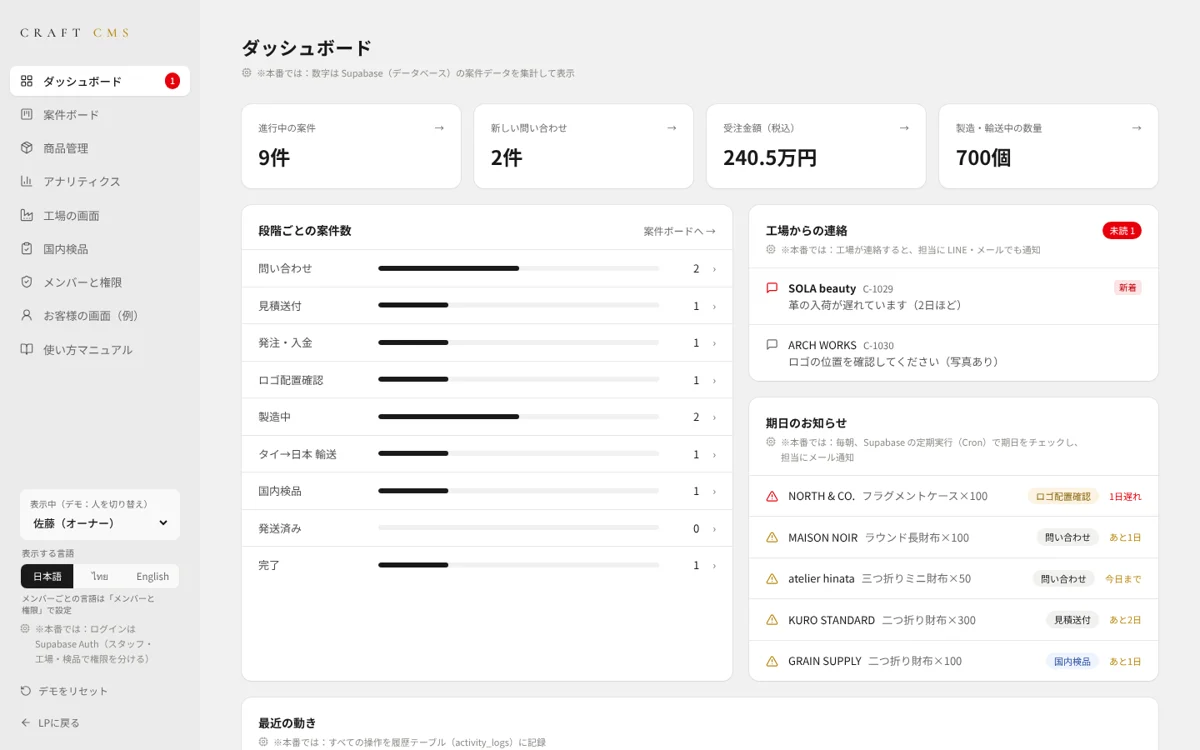 CRAFT CMS
ダッシュボード
1
案件ボード
商品管理
アナリティクス
工場の画面
国内検品
メンバーと権限
お客様の画面（例）
使い方マニュアル
表示中（デモ：人を切り替え）
佐藤（オーナー）
表示する言語
日本語 ไทย English
メンバーごとの言語は「メンバーと
権限」で設定
※本番では：ログインは
Supabase Auth（スタッフ・
工場・検品で権限を分ける）
デモをリセット
← LPに戻る
ダッシュボード
※本番では：数字は Supabase（データベース）の案件データを集計して表示
進行中の案件 →
9件
新しい問い合わせ →
2件
受注金額（税込） →
240.5万円
製造・輸送中の数量 →
700個
段階ごとの案件数 案件ボードへ →
問い合わせ 2 ›
見積送付 1 ›
発注・入金 1 ›
ロゴ配置確認 1 ›
製造中 2 ›
タイ→日本 輸送 1 ›
国内検品 1 ›
発送済み 0 ›
完了 1 ›
工場からの連絡 未読 1
※本番では：工場が連絡すると、担当に LINE・メールでも通知
SOLA beauty C-1029 新着
革の入荷が遅れています（2日ほど）
ARCH WORKS C-1030
ロゴの位置を確認してください（写真あり）
期日のお知らせ
※本番では：毎朝、Supabase の定期実行（Cron）で期日をチェックし、
担当にメール通知
NORTH & CO. フラグメントケース×100 ロゴ配置確認 1日遅れ
MAISON NOIR ラウンド長財布×100 問い合わせ あと1日
atelier hinata 三つ折りミニ財布×50 問い合わせ 今日まで
KURO STANDARD 二つ折り財布×300 見積送付 あと2日
GRAIN SUPPLY 二つ折り財布×100 国内検品 あと1日
最近の動き
※本番では：すべての操作を履歴テーブル（activity_logs）に記録